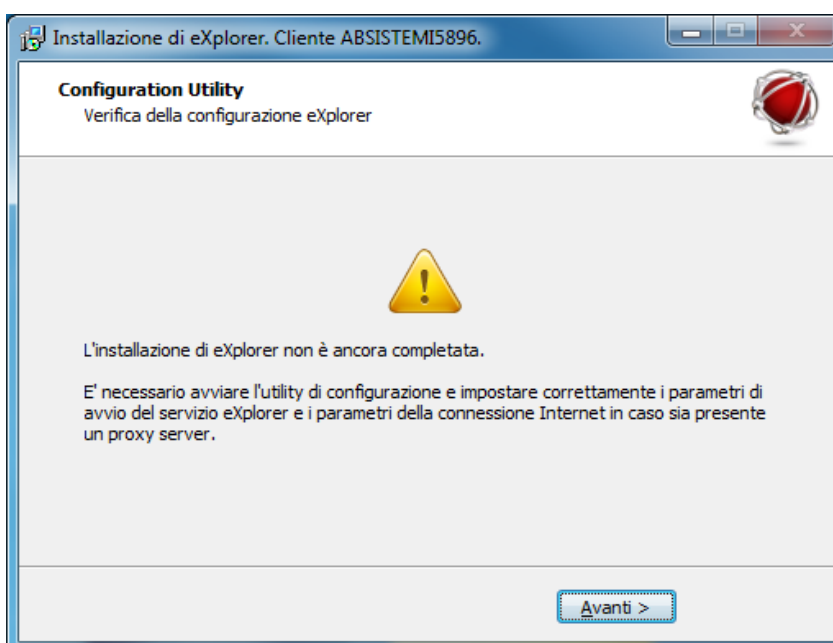 Installazione di eXplorer. Cliente ABSISTEMI5896.
Configuration Utility
Verifica della configurazione eXplorer
L'installazione di eXplorer non è ancora completata.
E' necessario avviare l'utility di configurazione e impostare correttamente i parametri di
avvio del servizio eXplorer e i parametri della connessione Internet in caso sia presente
un proxy server.
Avanti >